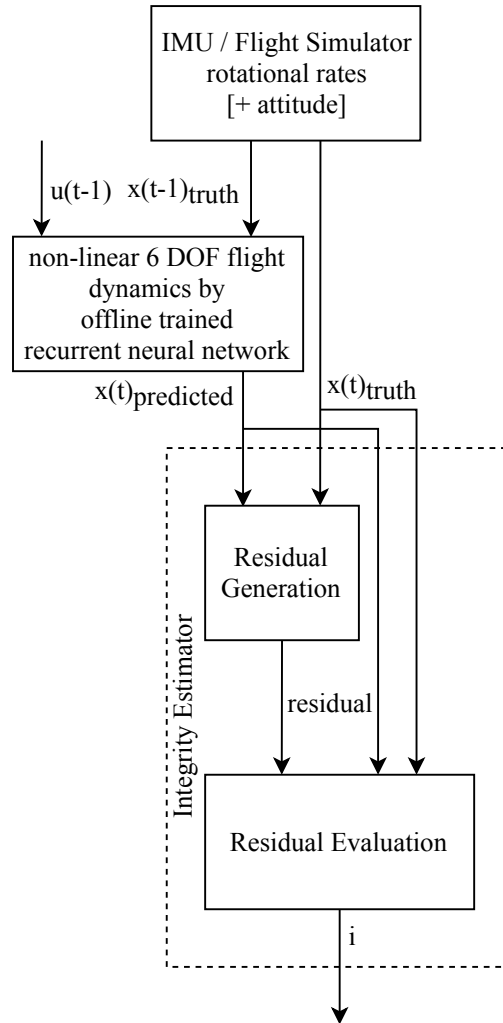 IMU / Flight Simulator
rotational rates
[+ attitude]
u(t-1)
x(t-1)truth
non-linear 6 DOF flight
dynamics by
offline trained
recurrent neural network
x(t)predicted
x(t)truth
Residual
Generation
Integrity Estimator
residual
Residual Evaluation
i